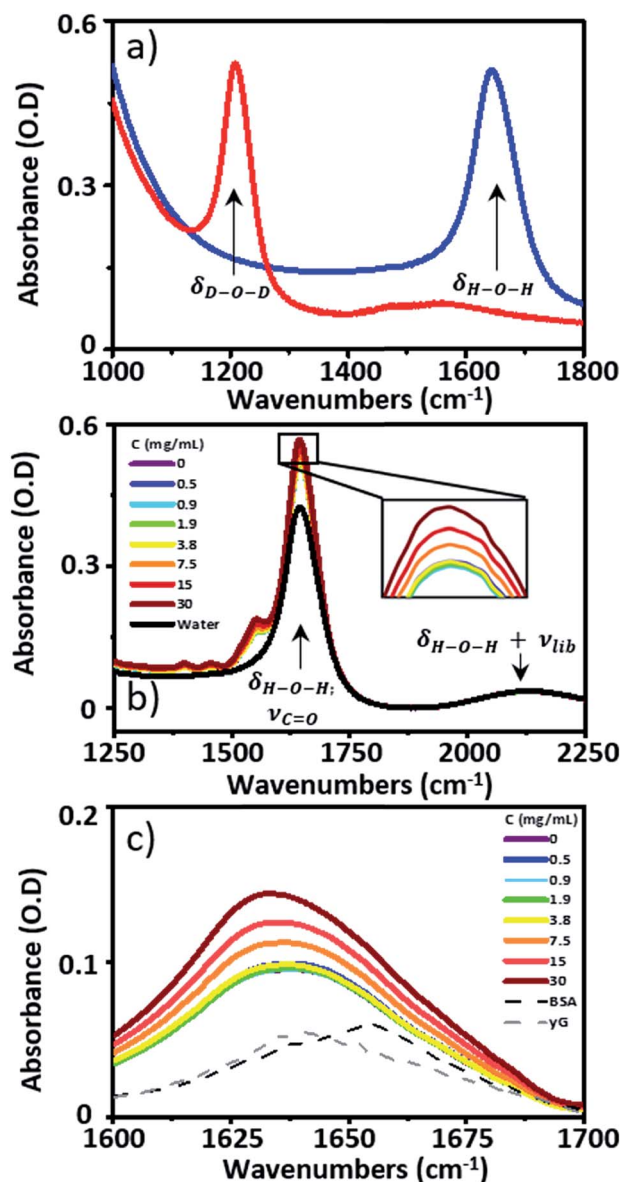 a)
0.6
0.3
0
Absorbance (O.D)
δD−O−D
δH−O−H
1000 1200 1400 1600 1800
Wavenumbers (cm-1)
0.6
0.3
0
Absorbance (O.D)
C (mg/mL)
0
0.5
0.9
1.9
3.8
7.5
15
30
Water
δH−O−H + νlib
δH−O−H;
νC=O
b)
1250 1500 1750 2000 2250
Wavenumbers (cm-1)
c)
0.2
0.1
0
Absorbance (O.D)
C (mg/mL)
0
0.5
0.9
1.9
3.8
7.5
15
30
BSA
yG
1600 1625 1650 1675 1700
Wavenumbers (cm-1)